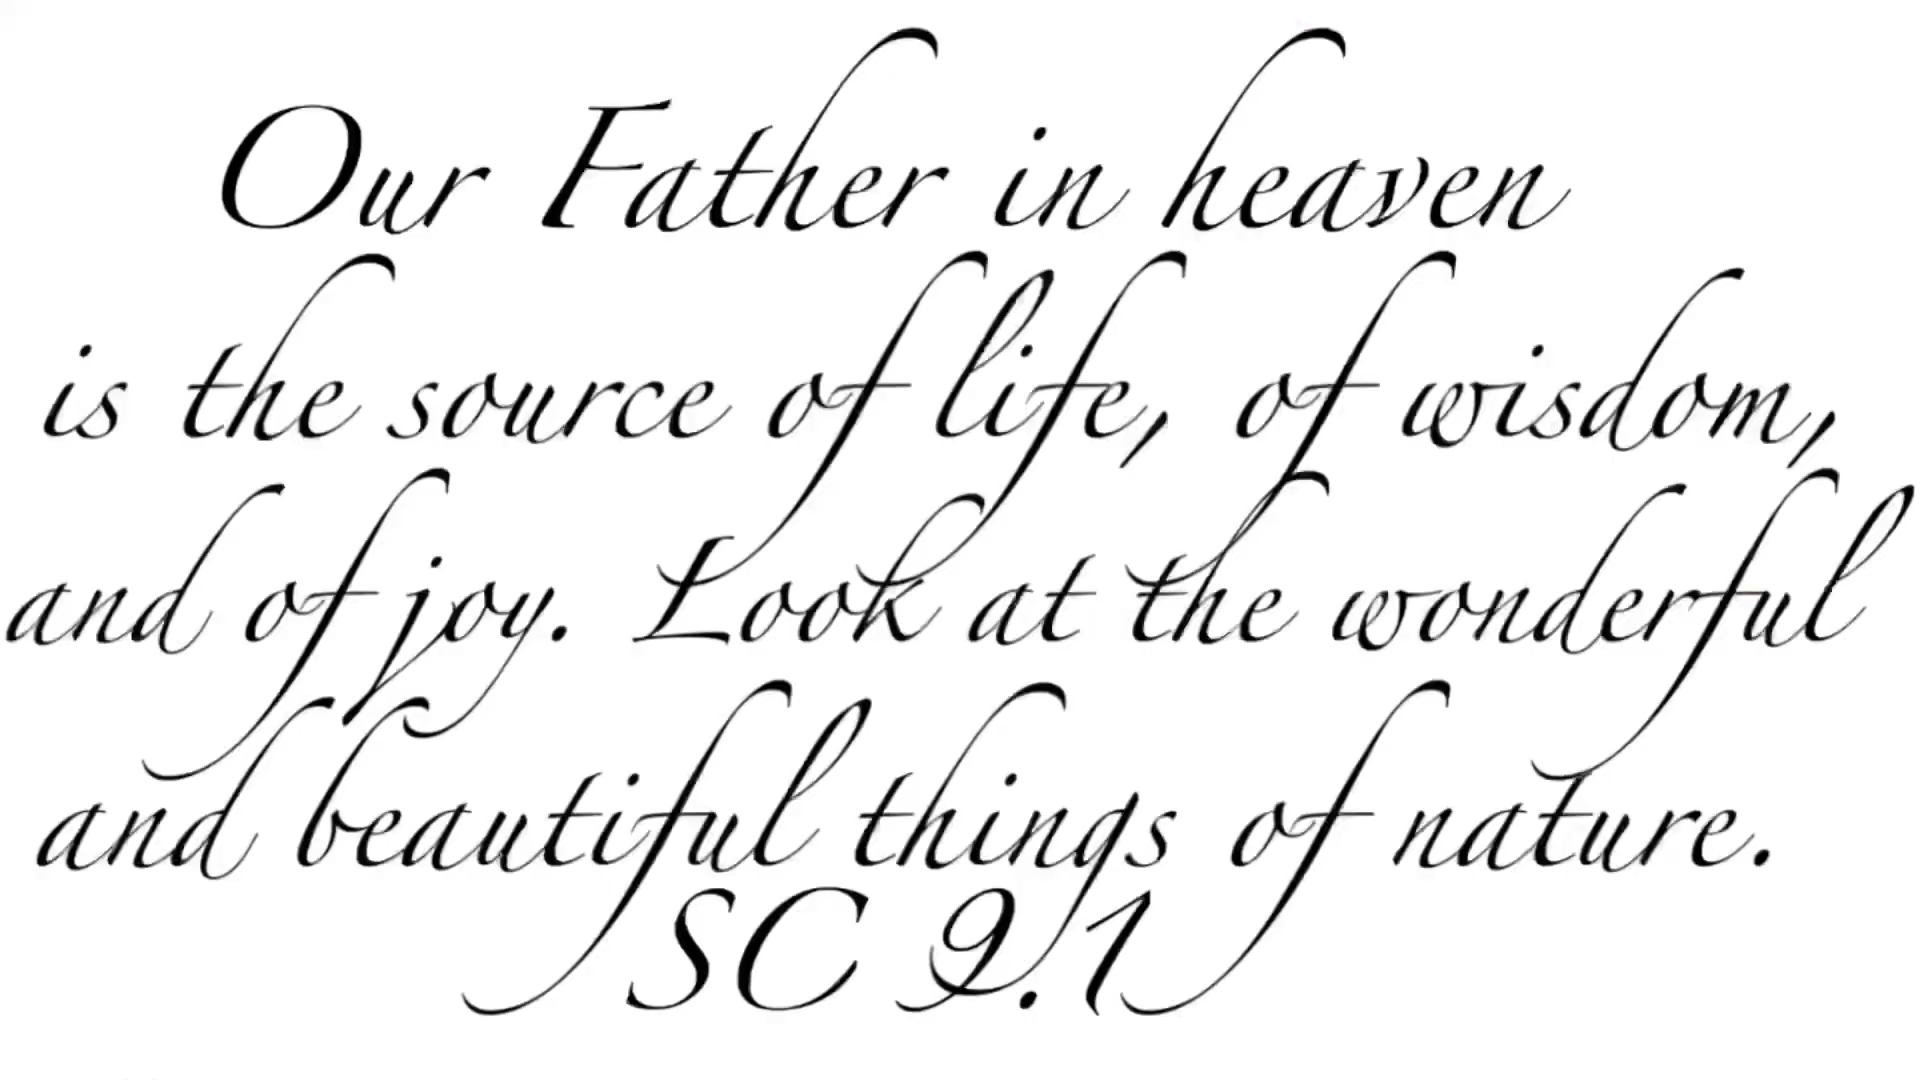 Our Father in heaven
is the source of life, of wisdom,
and of joy. Look at the wonderful
and beautiful things of nature.
SC 9.1